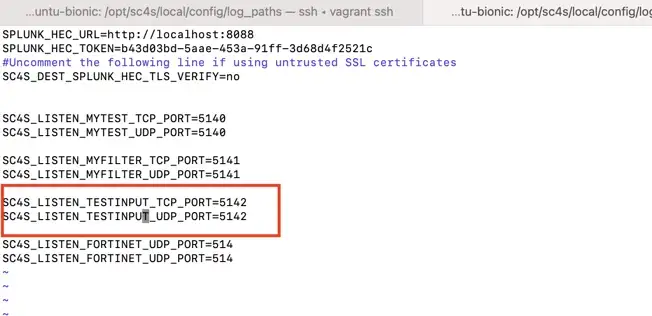 ...untu-bionic: /opt/sc4s/local/config/log_paths — ssh ◂ vagrant ssh
...tu-bionic: /opt/sc4s/local/config/log
SPLUNK_HEC_URL=http://localhost:8088
SPLUNK_HEC_TOKEN=b43d03bd-5aae-453a-91ff-3d68d4f2521c
#Uncomment the following line if using untrusted SSL certificates
SC4S_DEST_SPLUNK_HEC_TLS_VERIFY=no
SC4S_LISTEN_MYTEST_TCP_PORT=5140
SC4S_LISTEN_MYTEST_UDP_PORT=5140
SC4S_LISTEN_MYFILTER_TCP_PORT=5141
SC4S_LISTEN_MYFILTER_UDP_PORT=5141
SC4S_LISTEN_TESTINPUT_TCP_PORT=5142
SC4S_LISTEN_TESTINPUT_UDP_PORT=5142
SC4S_LISTEN_FORTINET_UDP_PORT=514
SC4S_LISTEN_FORTINET_UDP_PORT=514
~
~
~
~